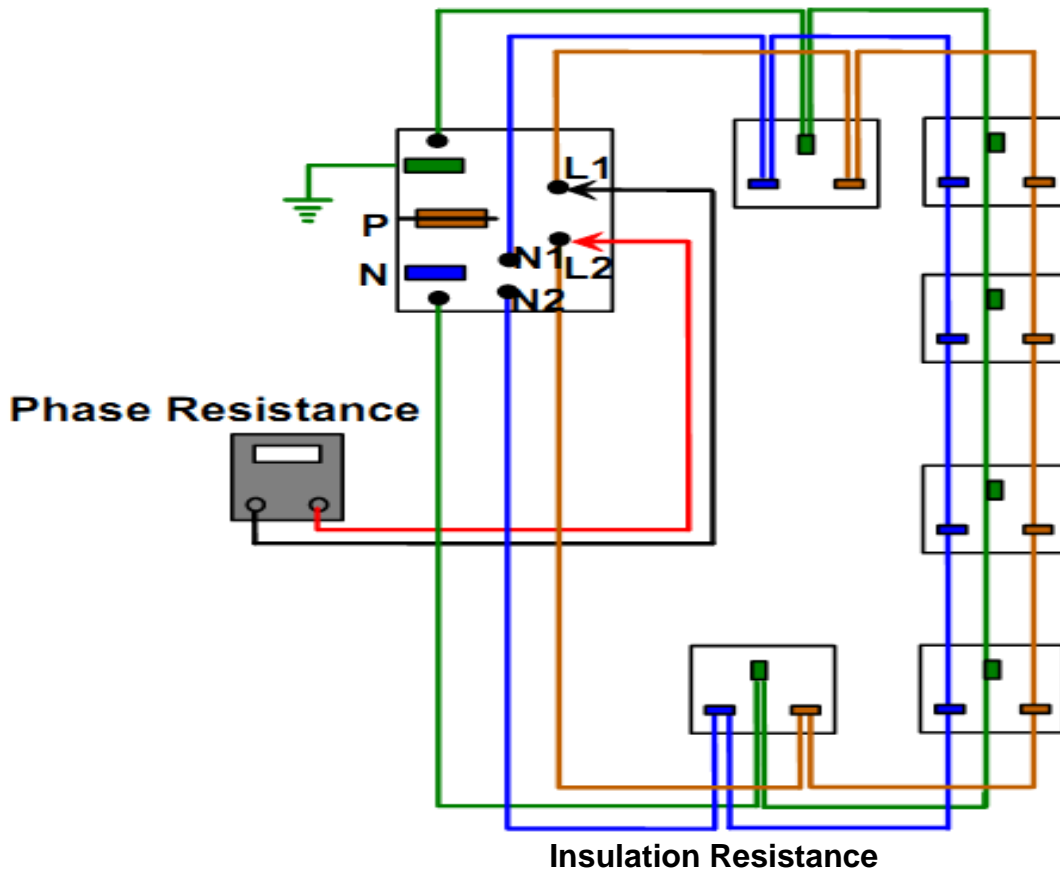 L1
P
N1
L2
N
N2
Phase Resistance
Insulation Resistance